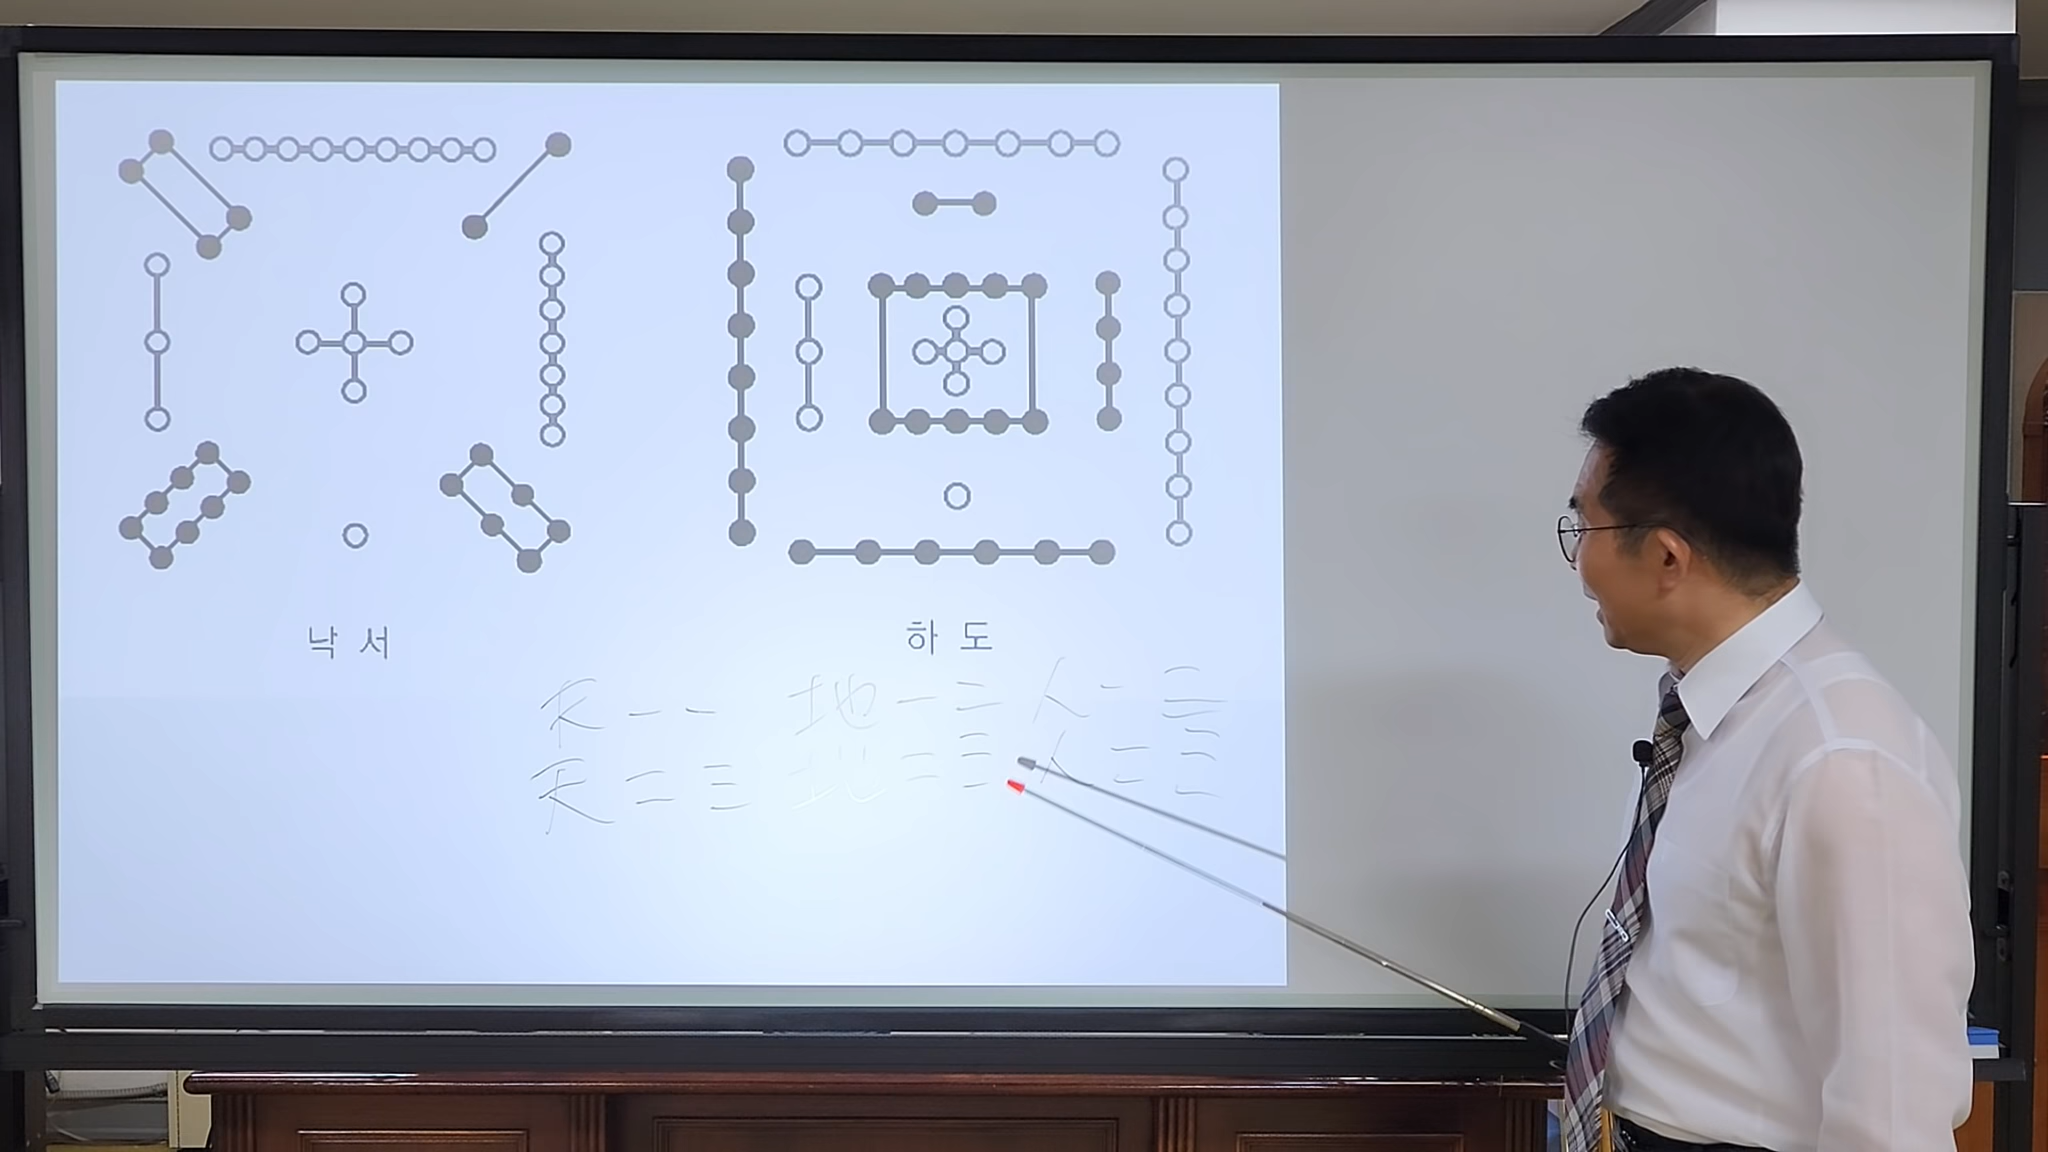 낙 서
하 도
天 一 一 地 一 二 人 一 三
天 二 三 地 二 三 人 二 三